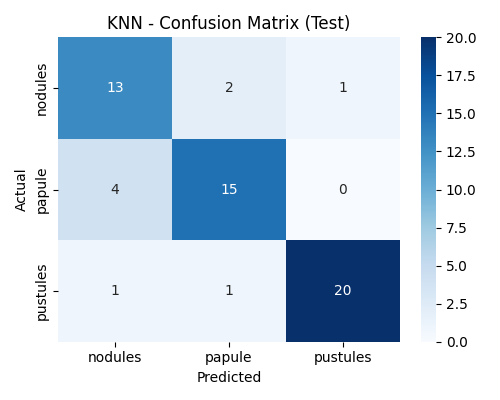 KNN - Confusion Matrix (Test)
Actual
nodules
papule
pustules
13 2 1
4 15 0
1 1 20
nodules papule pustules
Predicted
20.0
17.5
15.0
12.5
10.0
7.5
5.0
2.5
0.0